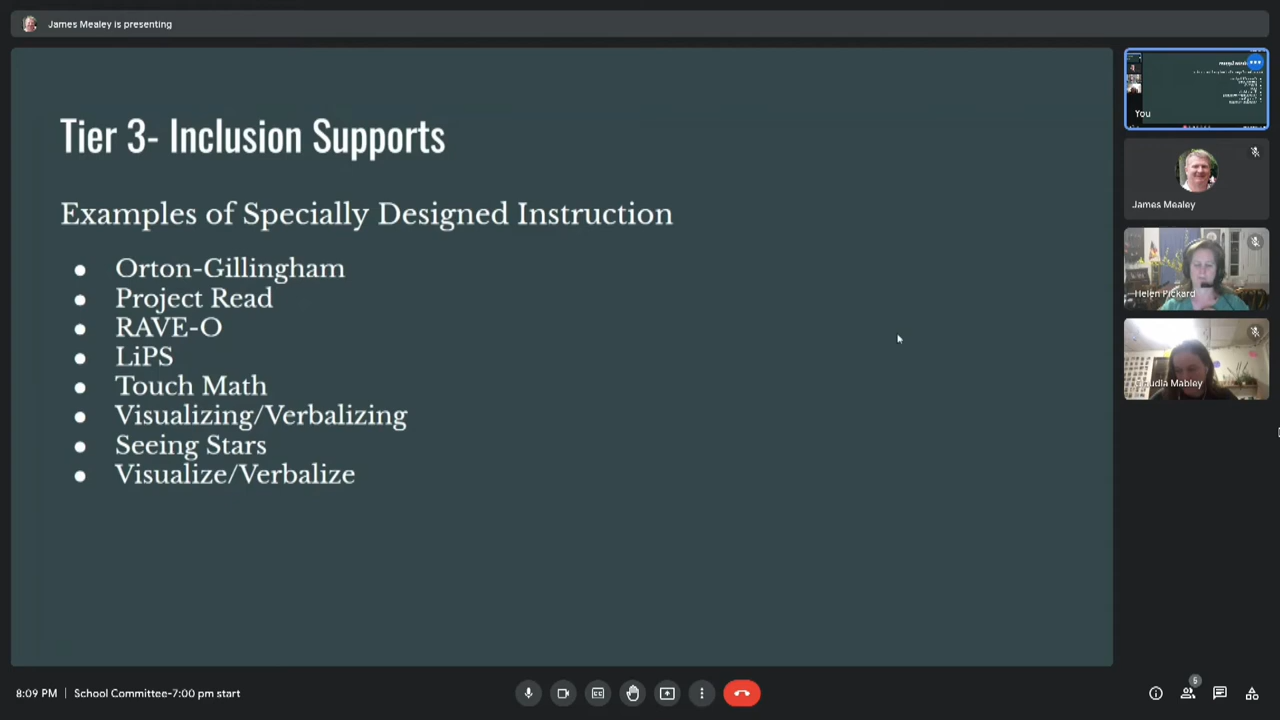 James Mealey is presenting
Tier 3- Inclusion Supports
Examples of Specially Designed Instruction
● Orton-Gillingham
● Project Read
● RAVE-O
● LiPS
● Touch Math
● Visualizing/Verbalizing
● Seeing Stars
● Visualize/Verbalize
You
James Mealey
Helen Pickard
Claudia Mabley
8:09 PM | School Committee-7:00 pm start
5